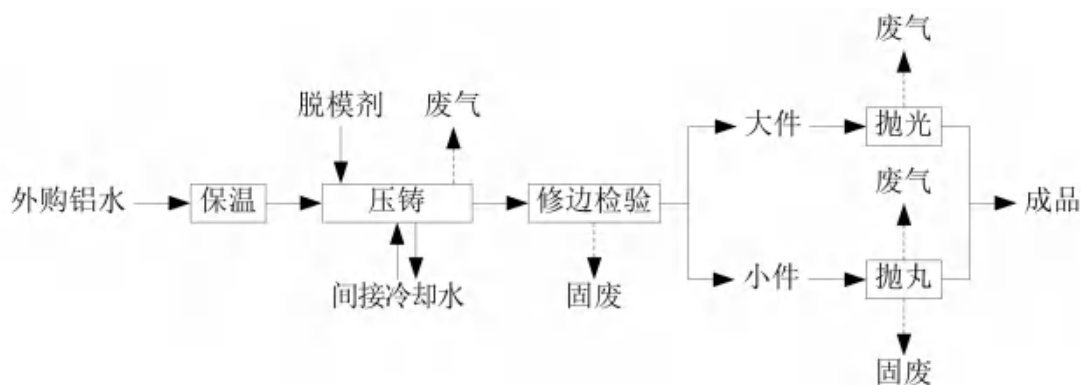 废气
脱模剂
废气
大件
抛光
外购铝水
保温
压铸
修边检验
废气
成品
间接冷却水
固废
小件
抛丸
固废